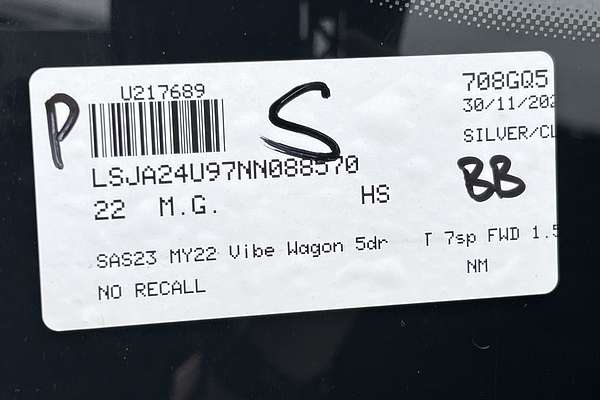 U217689 708GQ5
P S 30/11/202
SILVER/CL
LSJA24U97NN088570 BB
22 M.G. HS
SAS23 MY22 Vibe Wagon 5dr T 7sp FWD 1.5
NO RECALL NM